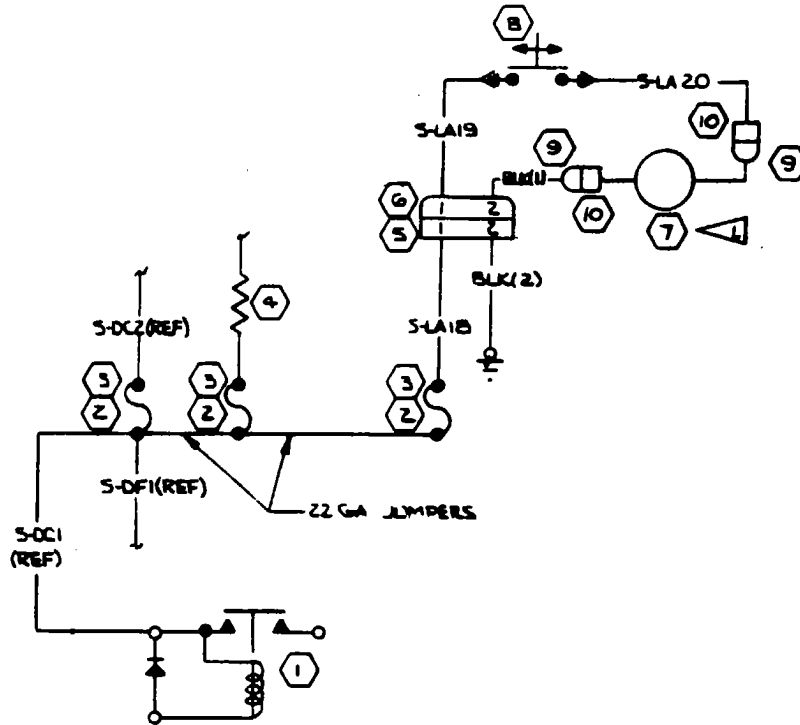 8
S-LA20
10
9
S-LA19
9
BLK(1)
10
6
5
2
2
7
1
4
BLK(2)
S-DC2(REF)
S-LA18
3
2
3
2
3
2
S-DF1(REF)
22 GA JUMPERS
S-DC1
(REF)
1